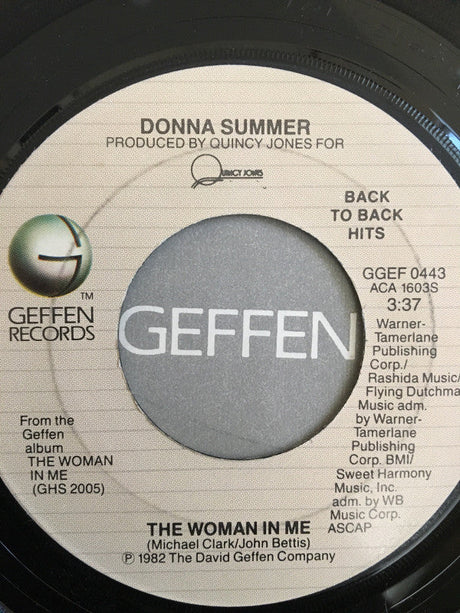 DONNA SUMMER
PRODUCED BY QUINCY JONES FOR
QUINCY JONES
BACK
TO BACK
HITS
GGEF 0443
ACA 1603S
3:37
TM
GEFFEN
RECORDS
GEFFEN
Warner-
Tamerlane
Publishing
Corp./
Rashida Music/
Flying Dutchma
Music adm.
by Warner-
Tamerlane
Publishing
Corp. BMI/
Sweet Harmony
Music, Inc.
adm. by WB
Music Corp.
ASCAP
From the
Geffen
album
THE WOMAN
IN ME
(GHS 2005)
THE WOMAN IN ME
(Michael Clark/John Bettis)
℗ 1982 The David Geffen Company